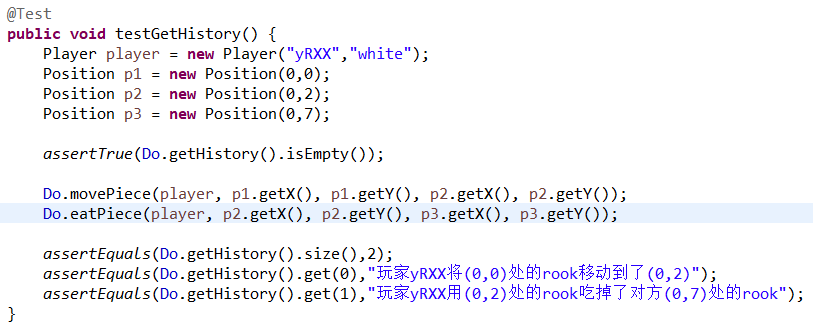 @Test
public void testGetHistory() {
    Player player = new Player("yRXX","white");
    Position p1 = new Position(0,0);
    Position p2 = new Position(0,2);
    Position p3 = new Position(0,7);

    assertTrue(Do.getHistory().isEmpty());

    Do.movePiece(player, p1.getX(), p1.getY(), p2.getX(), p2.getY());
    Do.eatPiece(player, p2.getX(), p2.getY(), p3.getX(), p3.getY());

    assertEquals(Do.getHistory().size(),2);
    assertEquals(Do.getHistory().get(0),"玩家yRXX将(0,0)处的rook移动到了(0,2)");
    assertEquals(Do.getHistory().get(1),"玩家yRXX用(0,2)处的rook吃掉了对方(0,7)处的rook");
}